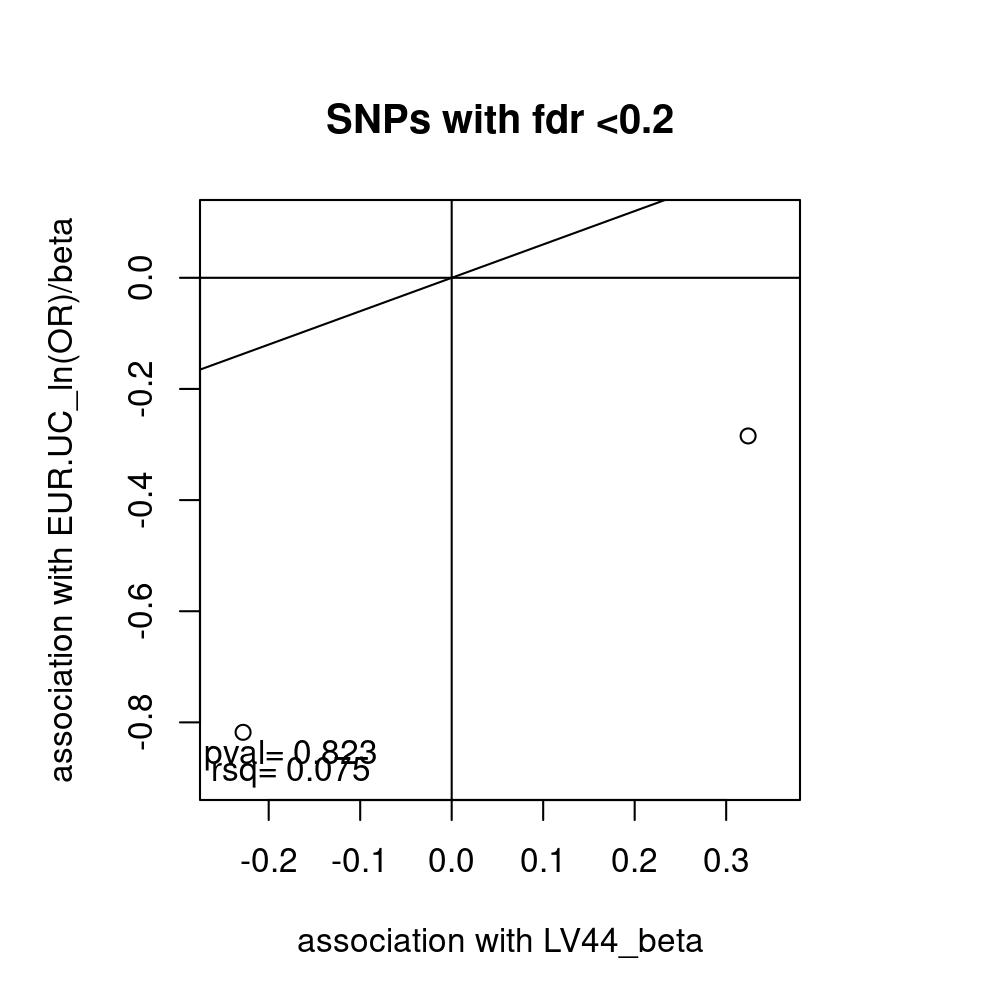 SNPs with fdr <0.2
association with EUR.UC_ln(OR)/beta
0.0
-0.2
-0.4
-0.6
-0.8
pval= 0.823
rsq= 0.075
-0.2 -0.1 0.0 0.1 0.2 0.3
association with LV44_beta